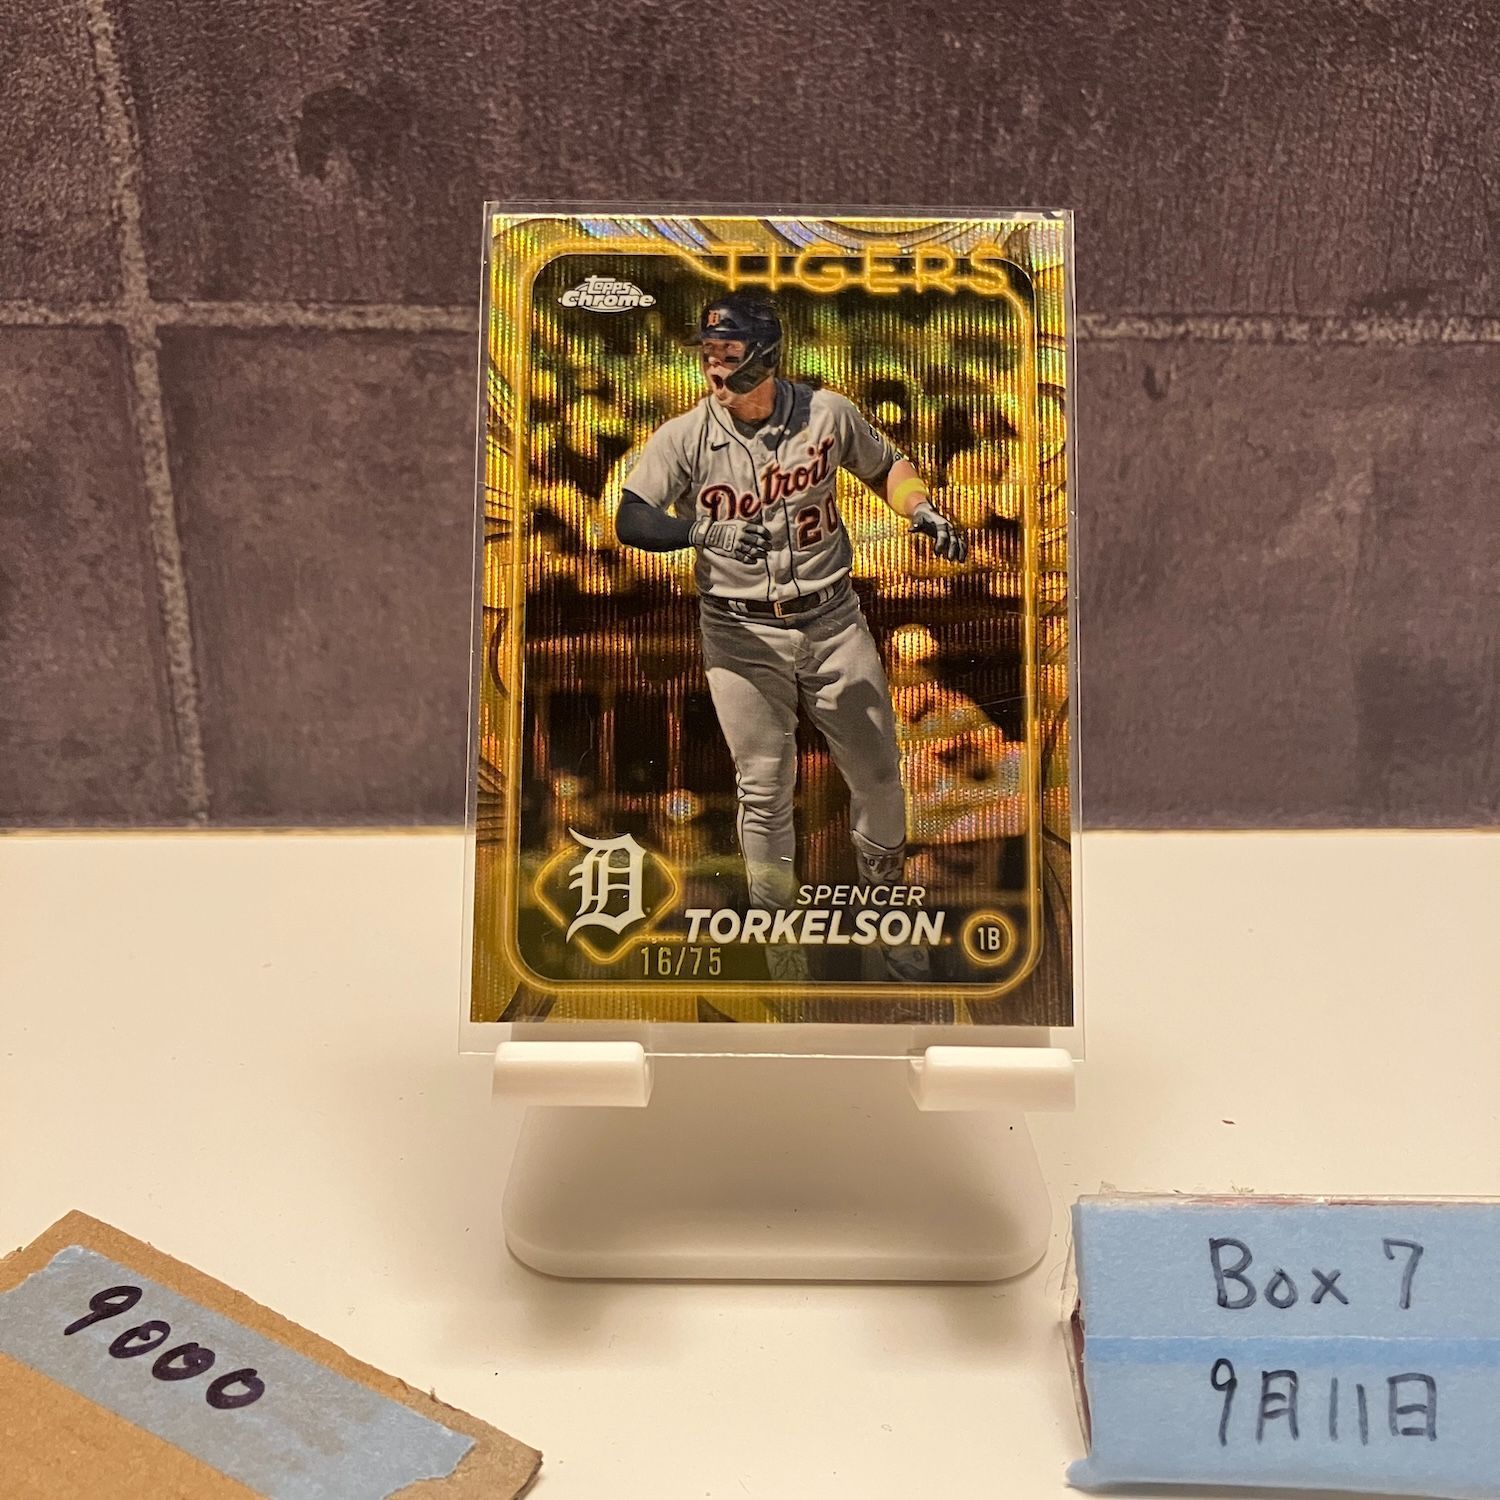 TIGERS
Topps
Chrome
D
Detroit
20
SPENCER
TORKELSON
1B
16/75
9000
Box 7
9月11日